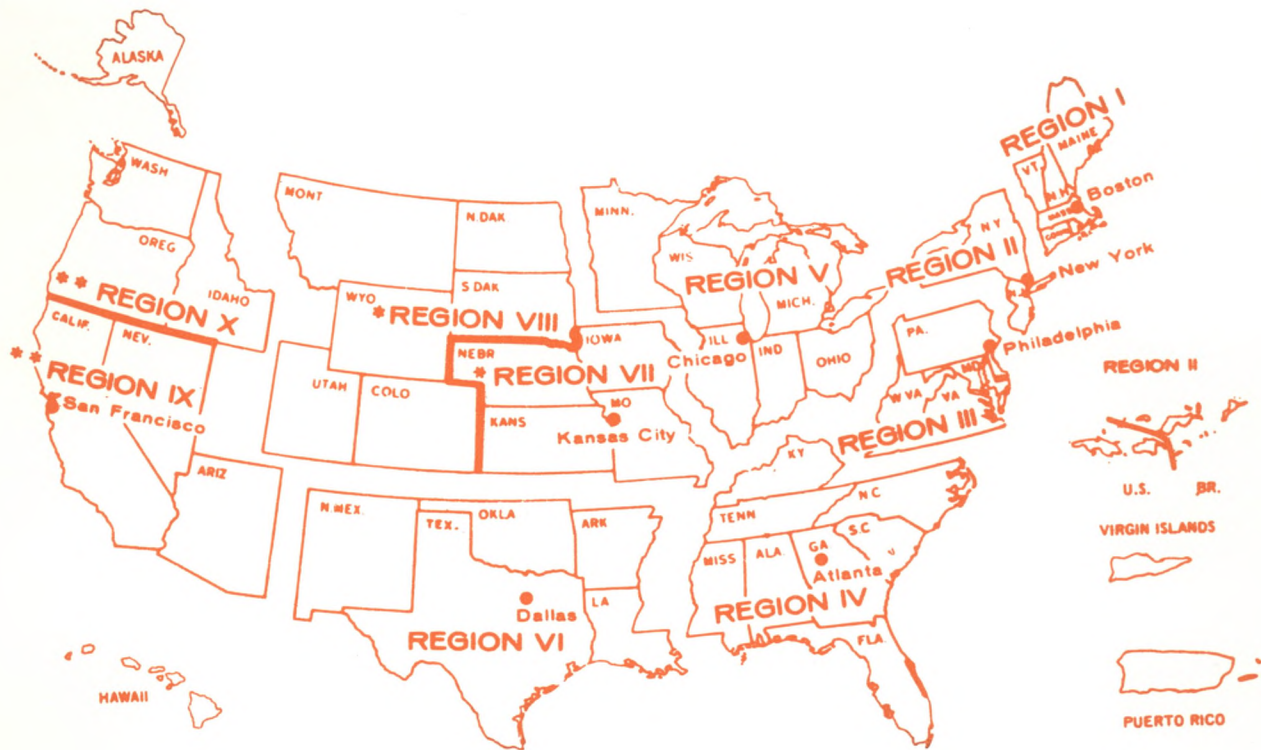 ALASKA
REGION I
MAINE
WASH
VT.
MONT
N.H.
Boston
N.DAK
MINN.
MASS
OREG
N.Y
CONN
WIS
REGION II
New York
REGION V
** REGION X
IDAHO
S.DAK
WYO
MICH.
N.J.
*REGION VIII
CALIF.
NEV.
IOWA
ILL
PA.
Philadelphia
NEBR
Chicago
IND
OHIO
MD
REGION II
**
REGION IX
* REGION VII
UTAH
COLO
W VA
VA
San Francisco
MO
KANS
Kansas City
REGION III
KY
ARIZ
U.S.
BR.
N.MEX.
TEX.
OKLA
ARK
TENN
N.C
S.C
VIRGIN ISLANDS
MISS
ALA.
GA
Atlanta
LA
Dallas
REGION IV
REGION VI
FLA.
HAWAII
PUERTO RICO